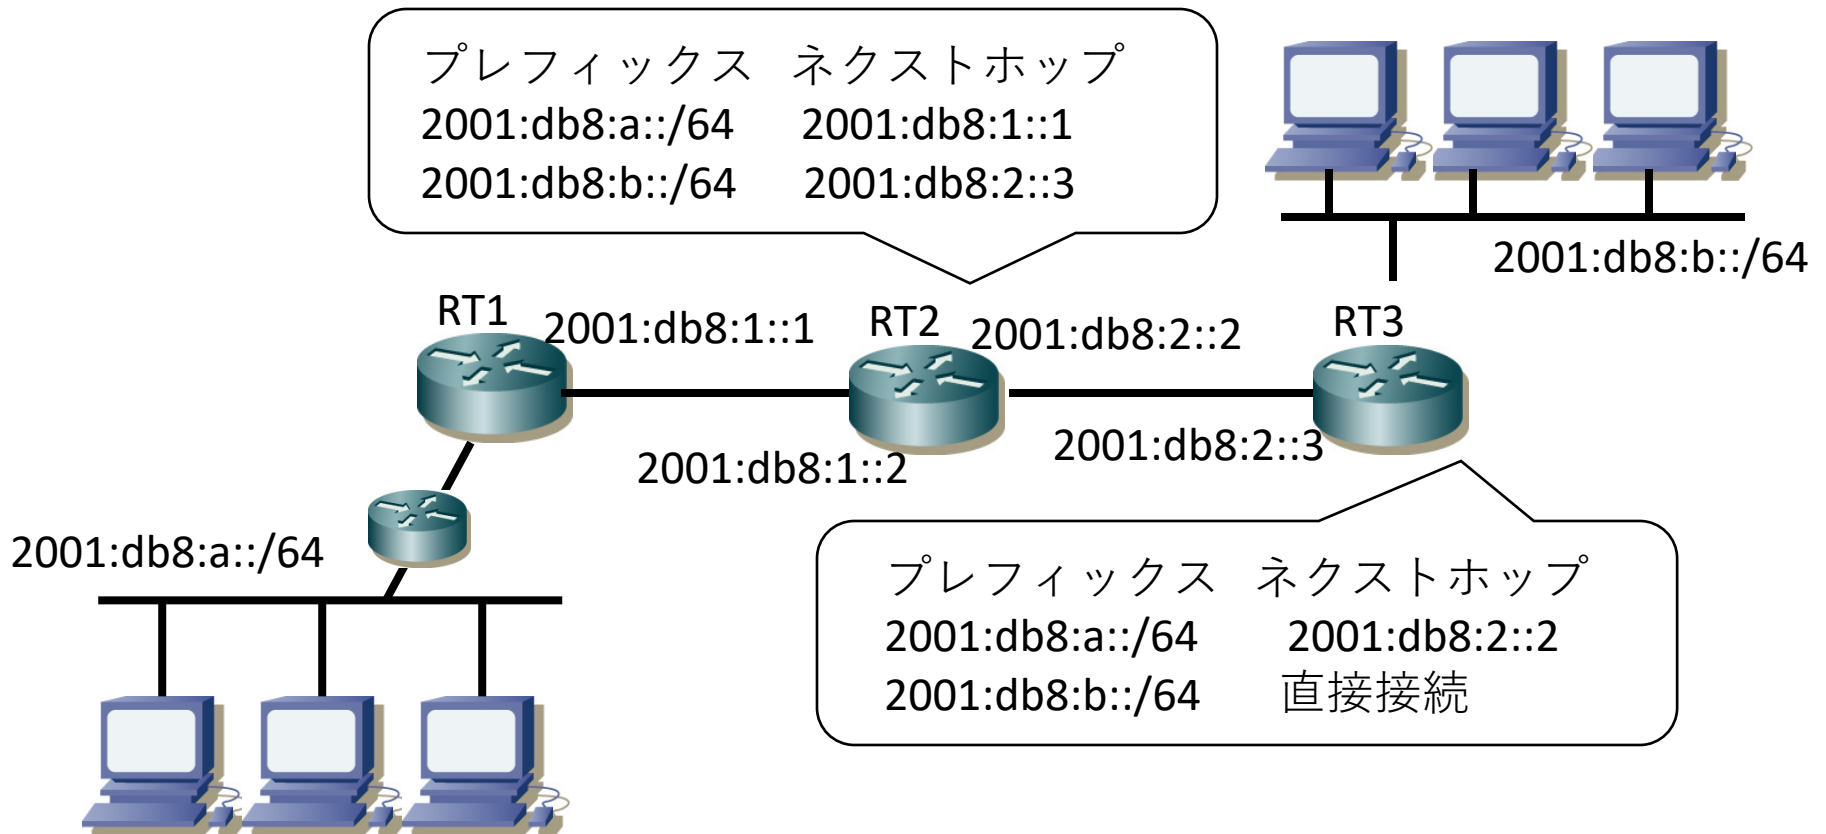 プレフィックス ネクストホップ
2001:db8:a::/64 2001:db8:1::1
2001:db8:b::/64 2001:db8:2::3
2001:db8:b::/64
RT1
2001:db8:1::1
RT2
2001:db8:2::2
RT3
2001:db8:1::2
2001:db8:2::3
2001:db8:a::/64
プレフィックス ネクストホップ
2001:db8:a::/64 2001:db8:2::2
2001:db8:b::/64 直接接続